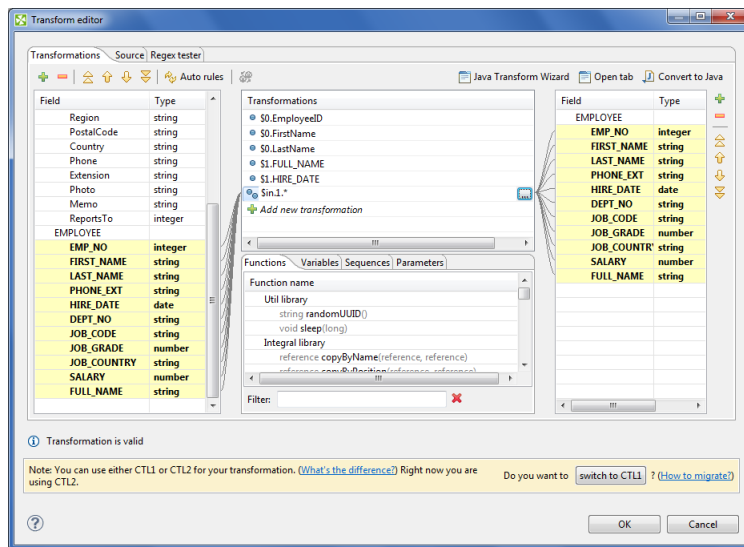 Transform editor
Transformations Source Regex tester
Auto rules Java Transform Wizard Open tab Convert to Java
Field Type
Region string
PostalCode string
Country string
Phone string
Extension string
Photo string
Memo string
ReportsTo integer
EMPLOYEE
EMP_NO integer
FIRST_NAME string
LAST_NAME string
PHONE_EXT string
HIRE_DATE date
DEPT_NO string
JOB_CODE string
JOB_GRADE number
JOB_COUNTRY string
SALARY number
FULL_NAME string
Transformations
$0.EmployeeID
$0.FirstName
$0.LastName
$1.FULL_NAME
$1.HIRE_DATE
$in.1.*
...
Add new transformation
Functions Variables Sequences Parameters
Function name
Util library
string randomUUID()
void sleep(long)
Integral library
reference copyByName(reference, reference)
reference copyByPosition(reference, reference)
Filter:
Field Type
EMPLOYEE
EMP_NO integer
FIRST_NAME string
LAST_NAME string
PHONE_EXT string
HIRE_DATE date
DEPT_NO string
JOB_CODE string
JOB_GRADE number
JOB_COUNTR' string
SALARY number
FULL_NAME string
Transformation is valid
Note: You can use either CTL1 or CTL2 for your transformation. (What's the difference?) Right now you are
using CTL2.
Do you want to switch to CTL1 ? (How to migrate?)
OK Cancel